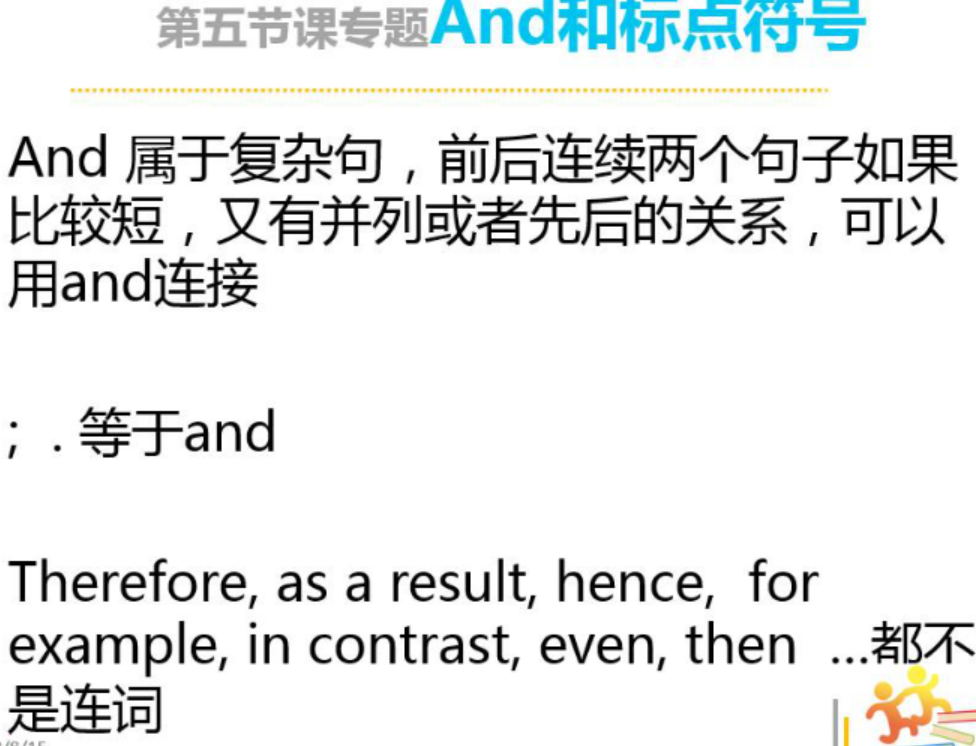 第五节课专题And和标点符号
And 属于复杂句，前后连续两个句子如果
比较短，又有并列或者先后的关系，可以
用and连接
; . 等于and
Therefore, as a result, hence, for
example, in contrast, even, then ...都不
是连词